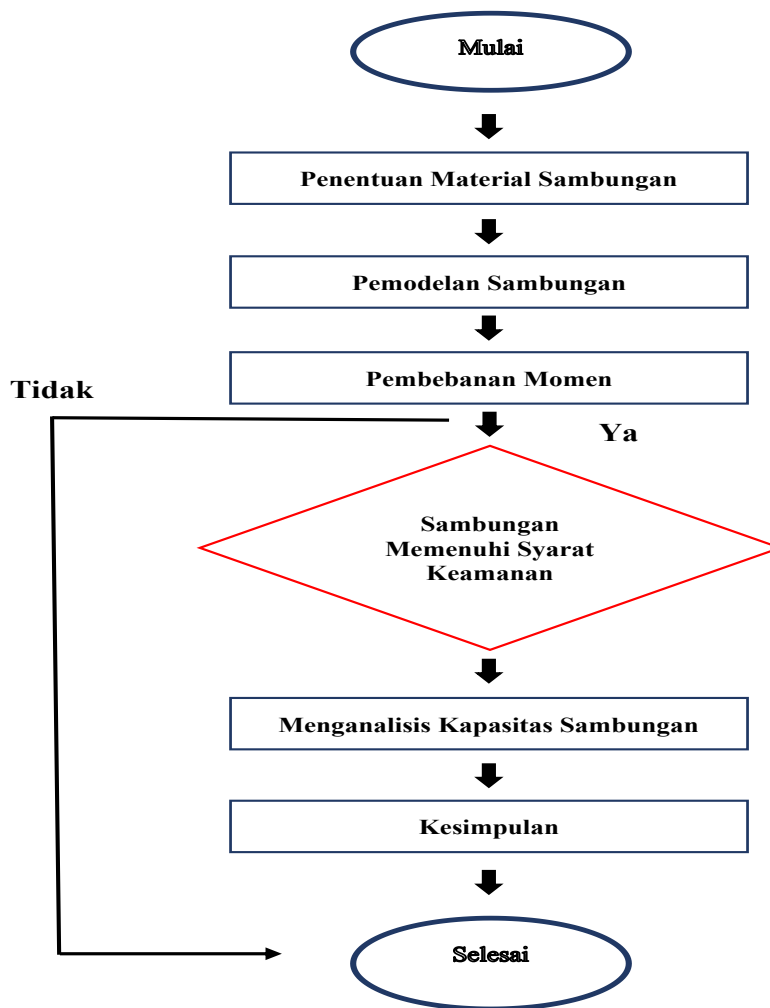 Mulai
Penentuan Material Sambungan
Pemodelan Sambungan
Pembebanan Momen
Tidak
Ya
Sambungan
Memenuhi Syarat
Keamanan
Menganalisis Kapasitas Sambungan
Kesimpulan
Selesai